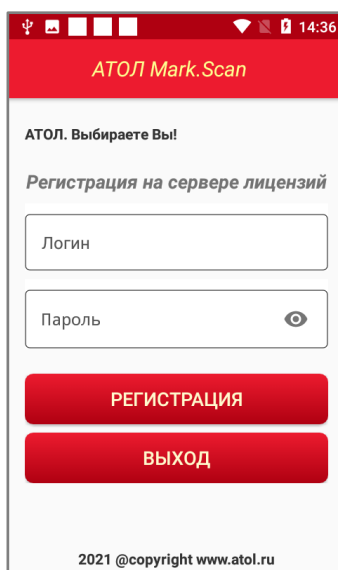 14:36
АТОЛ Mark.Scan
АТОЛ. Выбираете Вы!
Регистрация на сервере лицензий
Логин
Пароль
РЕГИСТРАЦИЯ
ВЫХОД
2021 @copyright www.atol.ru